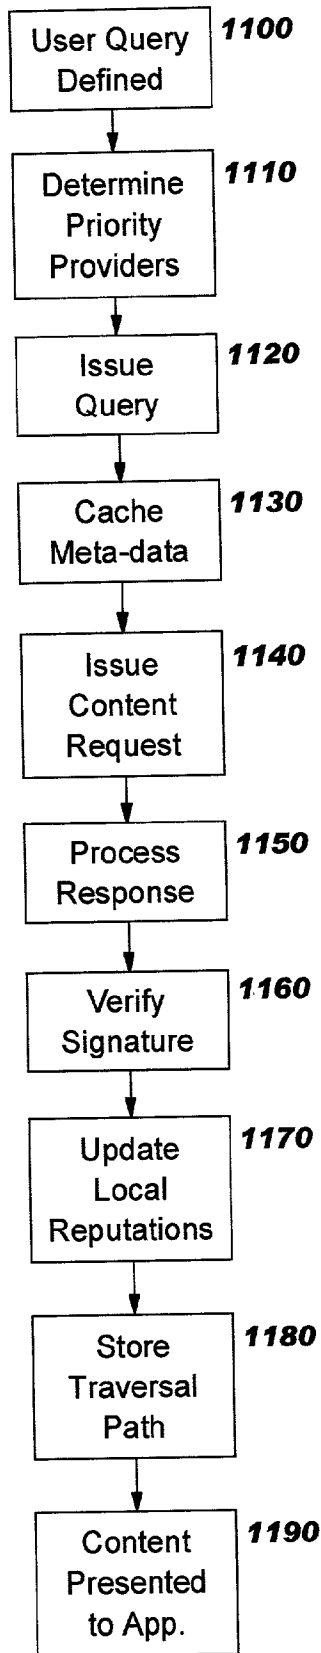 User Query
Defined
1100
Determine
Priority
Providers
1110
Issue
Query
1120
Cache
Meta-data
1130
Issue
Content
Request
1140
Process
Response
1150
Verify
Signature
1160
Update
Local
Reputations
1170
Store
Traversal
Path
1180
Content
Presented
to App.
1190